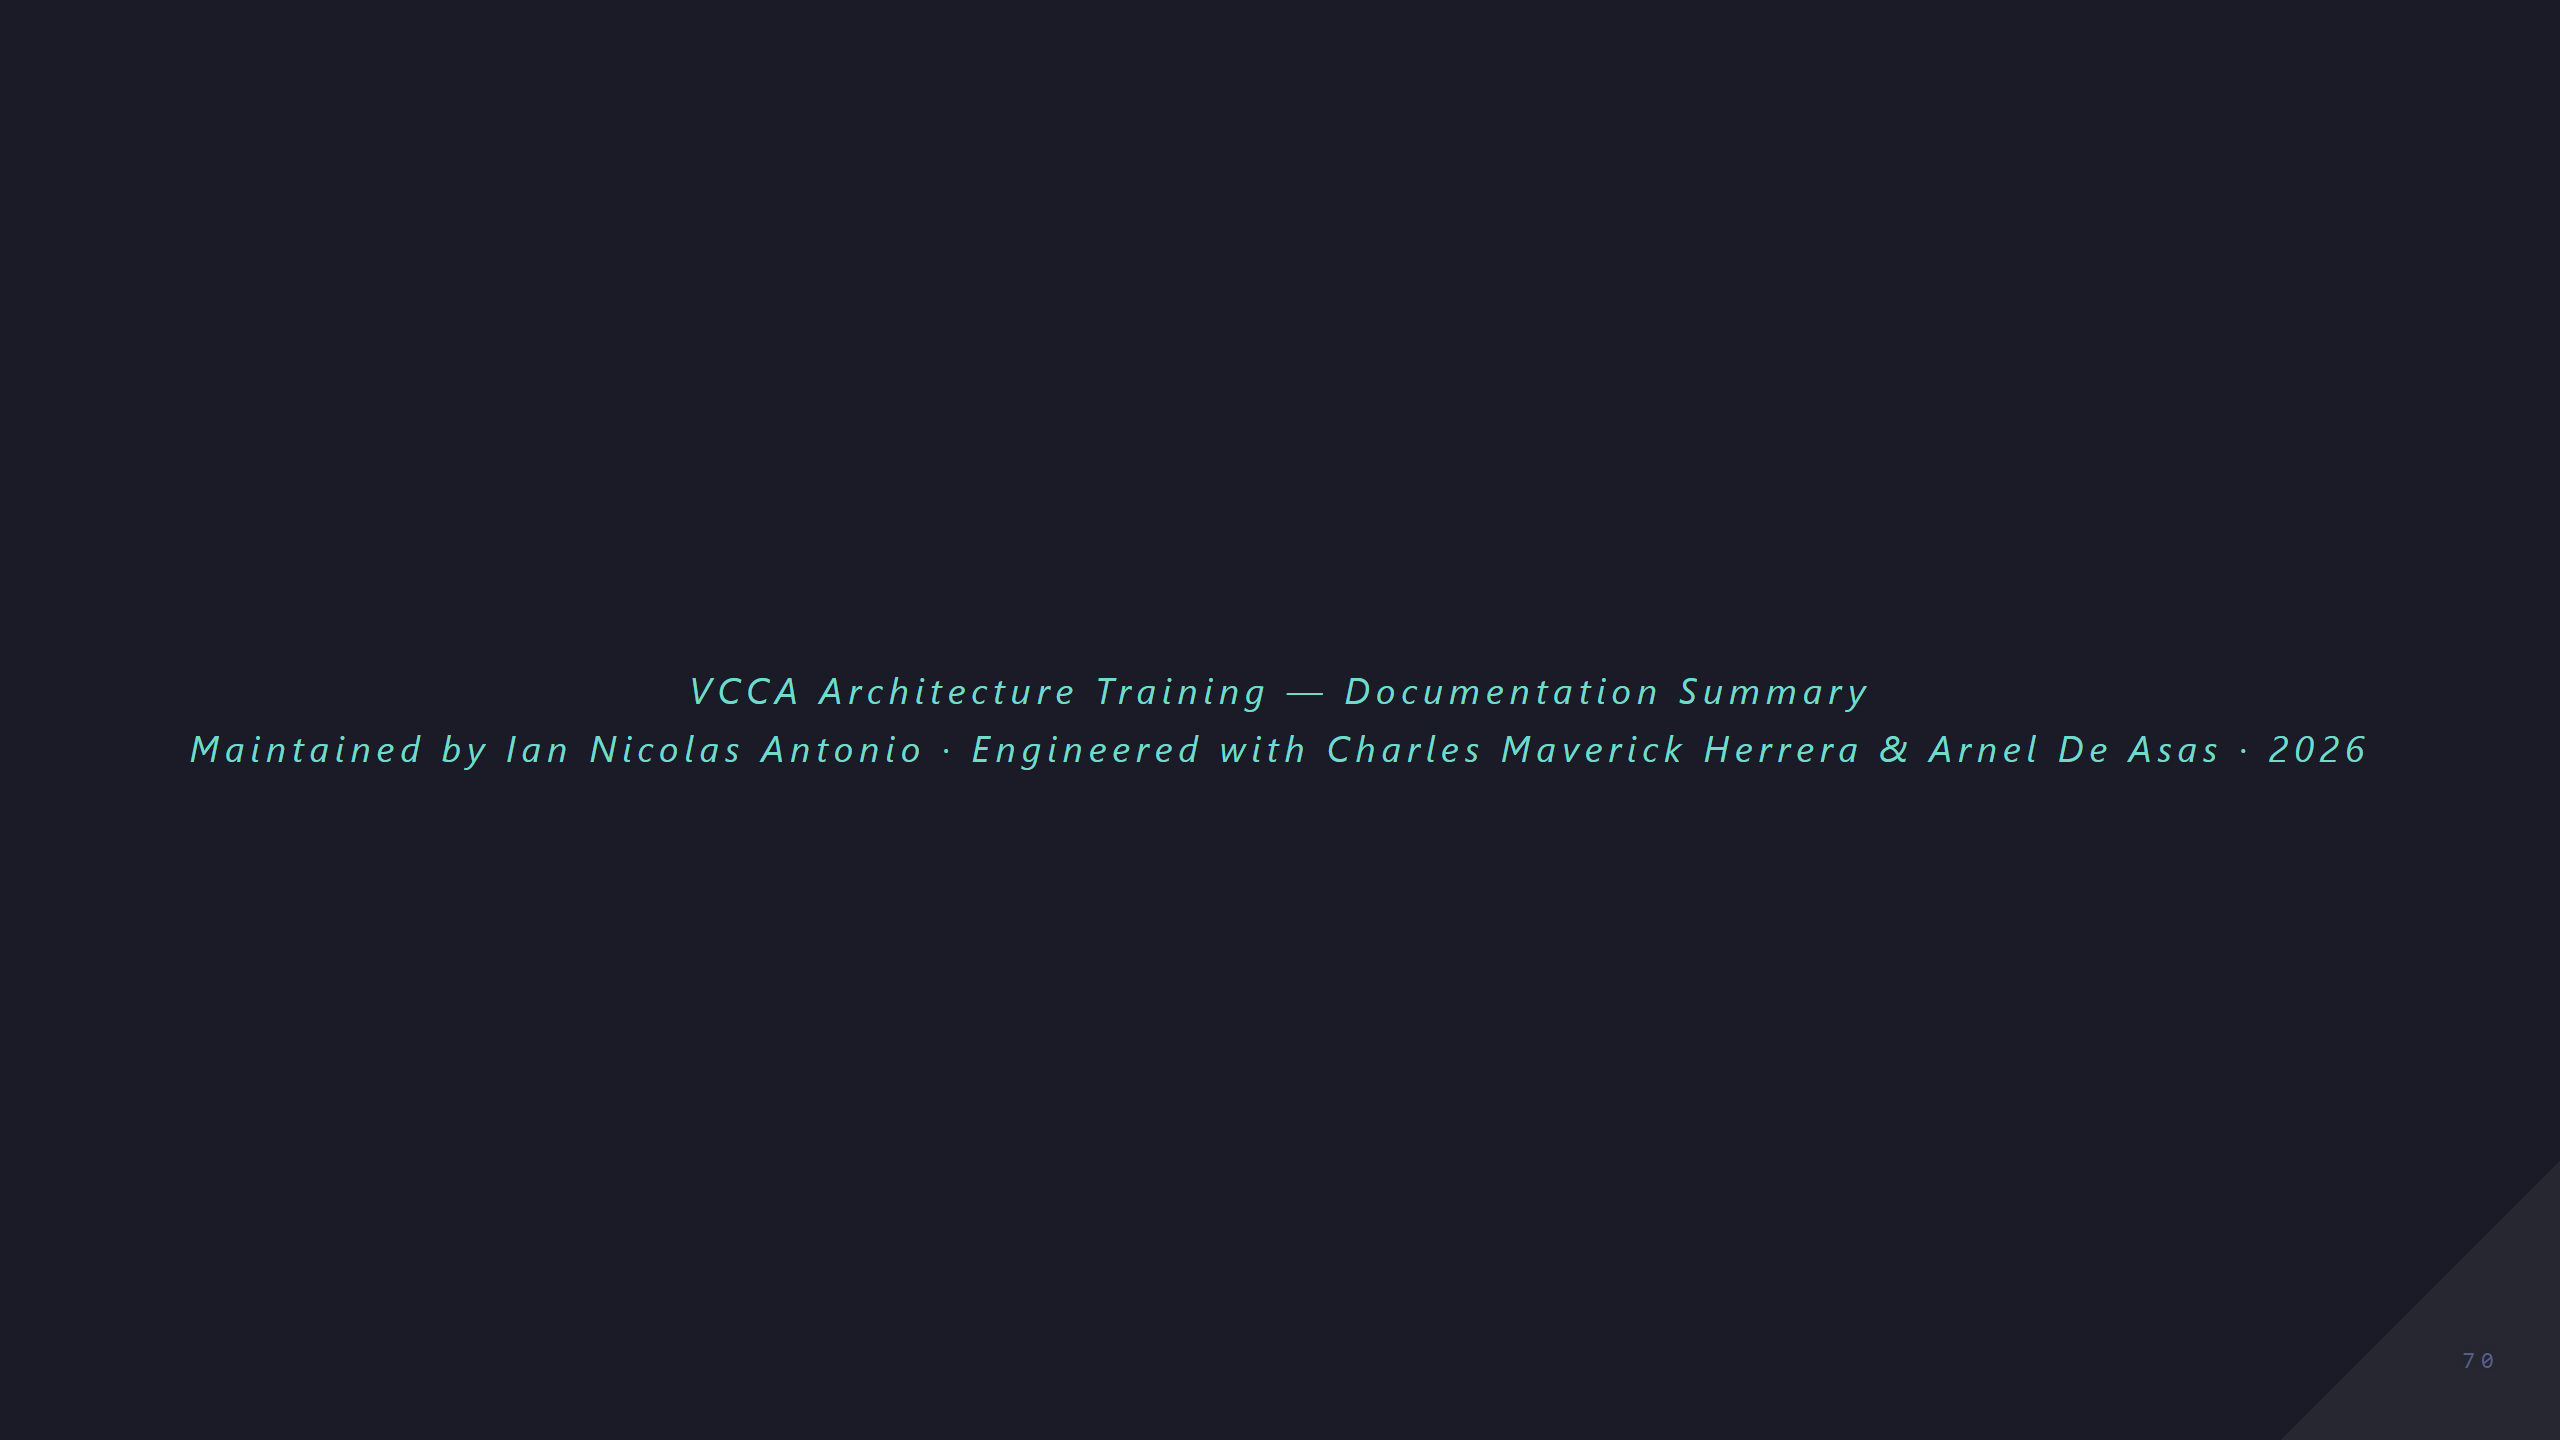 VCCA Architecture Training — Documentation Summary
Maintained by Ian Nicolas Antonio · Engineered with Charles Maverick Herrera & Arnel De Asas · 2026
70